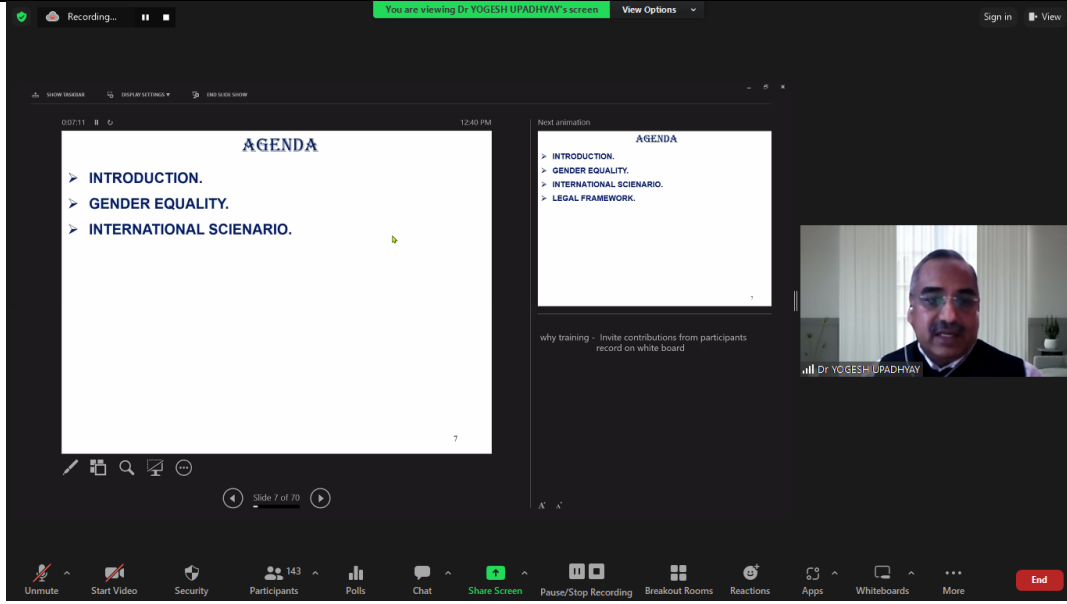 Recording...
You are viewing Dr YOGESH UPADHYAY's screen
View Options
Sign in
View
SHOW TASKBAR
DISPLAY SETTINGS
END SLIDE SHOW
0:07:11
12:40 PM
AGENDA
INTRODUCTION.
GENDER EQUALITY.
INTERNATIONAL SCIENARIO.
7
Slide 7 of 70
Next animation
AGENDA
INTRODUCTION.
GENDER EQUALITY.
INTERNATIONAL SCIENARIO.
LEGAL FRAMEWORK.
7
why training - Invite contributions from participants
record on white board
A A
Dr YOGESH UPADHYAY
Unmute
Start Video
Security
Participants
143
Polls
Chat
Share Screen
Pause/Stop Recording
Breakout Rooms
Reactions
Apps
Whiteboards
More
End